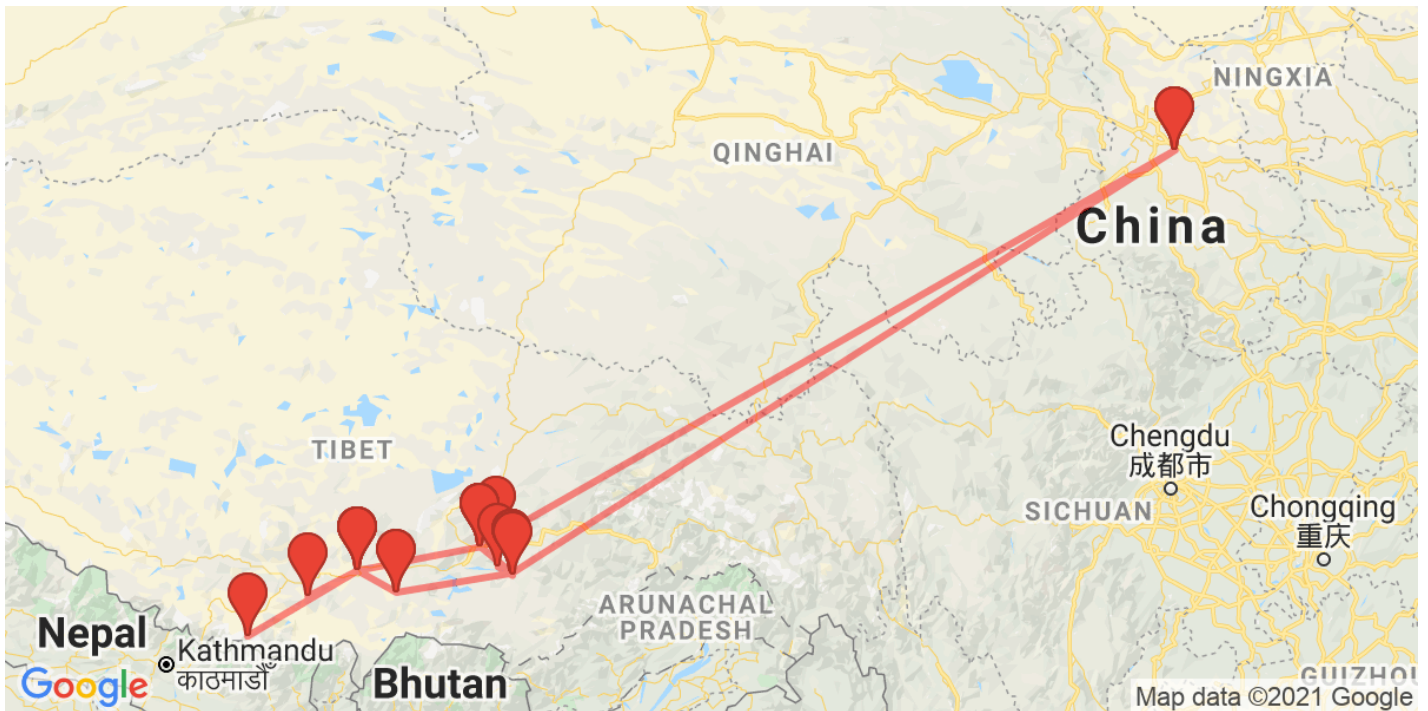 NINGXIA
QINGHAI
China
TIBET
Chengdu
成都市
SICHUAN
Chongqing
重庆
ARUNACHAL
PRADESH
Nepal
Kathmandu
काठमाडौँ
Bhutan
GUIZHOU
Google
Map data ©2021 Google